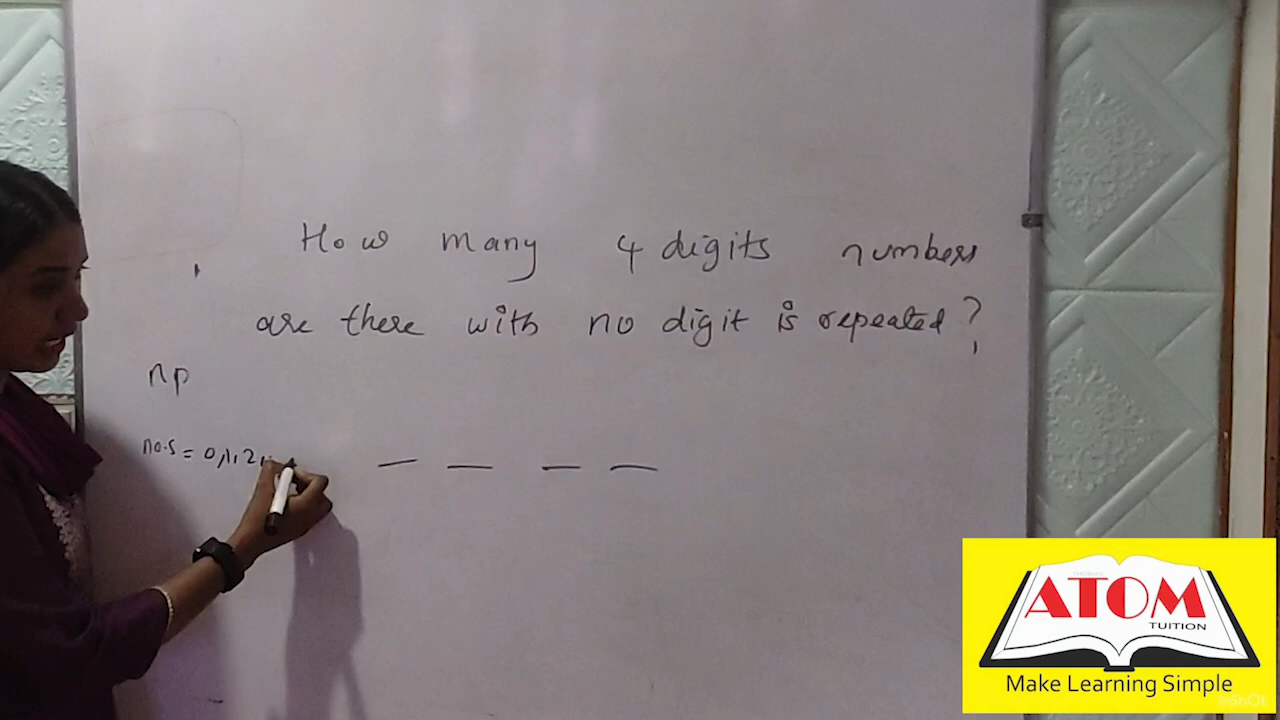 How many 4 digits numbers
are there with no digit is repeated?
np
no.s = 0,1,2,
ATOM
TUITION
Make Learning Simple